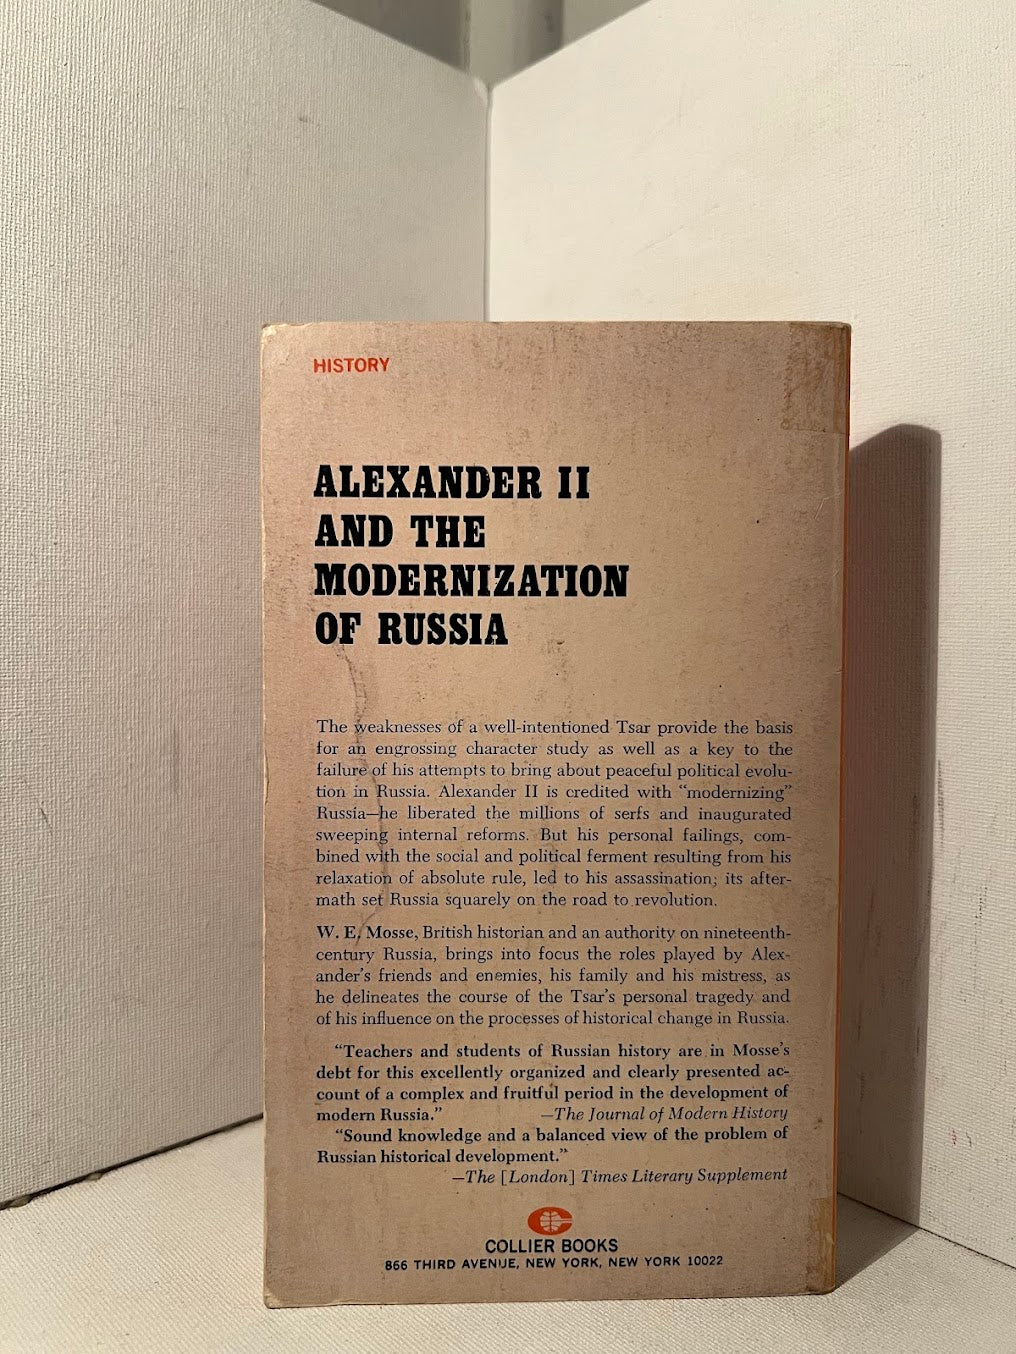 HISTORY
ALEXANDER II
AND THE
MODERNIZATION
OF RUSSIA
The weaknesses of a well-intentioned Tsar provide the basis
for an engrossing character study as well as a key to the
failure of his attempts to bring about peaceful political evolu-
tion in Russia. Alexander II is credited with “modernizing”
Russia—he liberated the millions of serfs and inaugurated
sweeping internal reforms. But his personal failings, com-
bined with the social and political ferment resulting from his
relaxation of absolute rule, led to his assassination; its after-
math set Russia squarely on the road to revolution.
W. E. Mosse, British historian and an authority on nineteenth-
century Russia, brings into focus the roles played by Alex-
ander’s friends and enemies, his family and his mistress, as
he delineates the course of the Tsar’s personal tragedy and
of his influence on the processes of historical change in Russia.
“Teachers and students of Russian history are in Mosse’s
debt for this excellently organized and clearly presented ac-
count of a complex and fruitful period in the development of
modern Russia.” —The Journal of Modern History
“Sound knowledge and a balanced view of the problem of
Russian historical development.”
—The [London] Times Literary Supplement
COLLIER BOOKS
866 THIRD AVENUE, NEW YORK, NEW YORK 10022